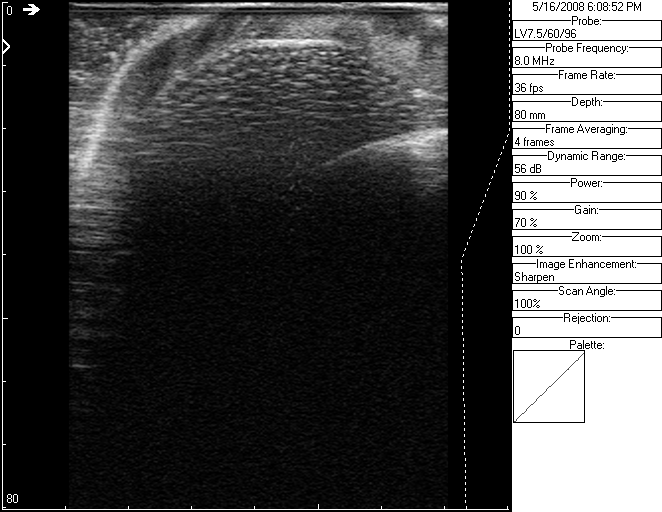 0
80
5/16/2008 6:08:52 PM
Probe:
LV7.5/60/96
Probe Frequency:
8.0 MHz
Frame Rate:
36 fps
Depth:
80 mm
Frame Averaging:
4 frames
Dynamic Range:
56 dB
Power:
90 %
Gain:
70 %
Zoom:
100 %
Image Enhancement:
Sharpen
Scan Angle:
100%
Rejection:
0
Palette: